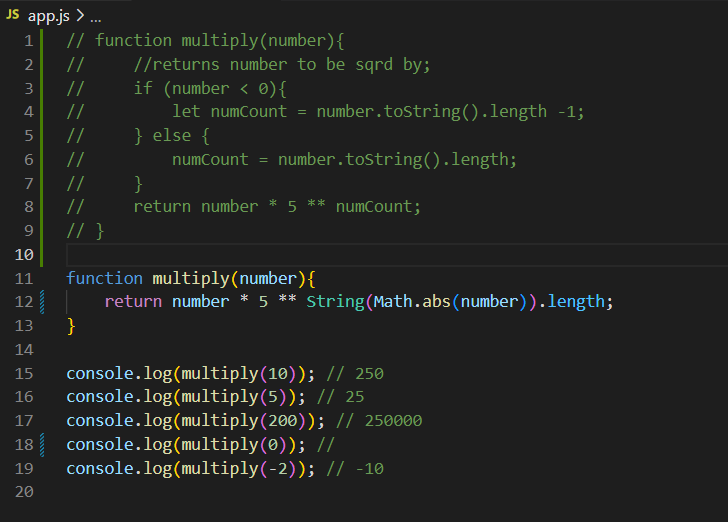 JS app.js > ...
1 // function multiply(number){
2 //     //returns number to be sqrd by;
3 //     if (number < 0){
4 //         let numCount = number.toString().length -1;
5 //     } else {
6 //         numCount = number.toString().length;
7 //     }
8 //     return number * 5 ** numCount;
9 // }
10
11 function multiply(number){
12     return number * 5 ** String(Math.abs(number)).length;
13 }
14
15 console.log(multiply(10)); // 250
16 console.log(multiply(5)); // 25
17 console.log(multiply(200)); // 250000
18 console.log(multiply(0)); //
19 console.log(multiply(-2)); // -10
20